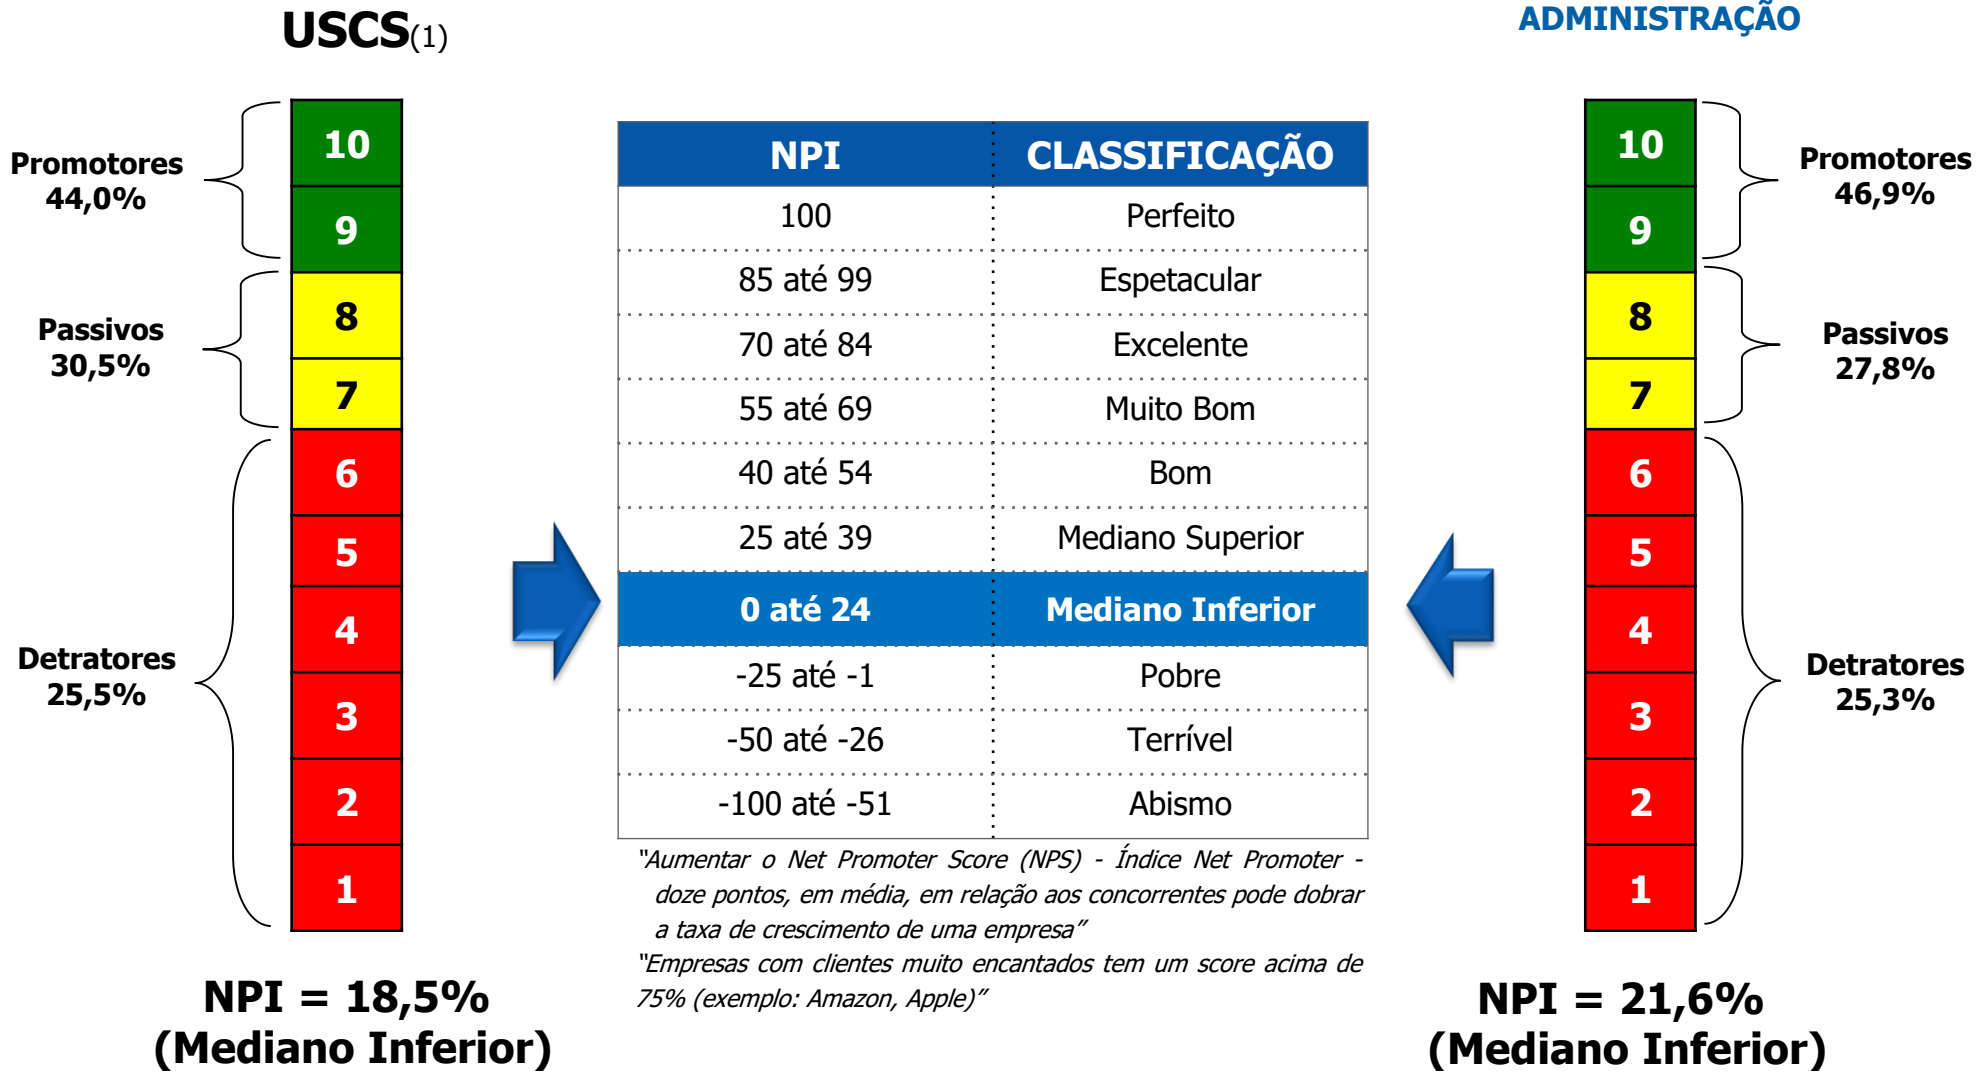 USCS(1)
Promotores
44,0%
Passivos
30,5%
Detratores
25,5%
10
9
8
7
6
5
4
3
2
1
NPI = 18,5%
(Mediano Inferior)
NPI CLASSIFICAÇÃO
100 Perfeito
85 até 99 Espetacular
70 até 84 Excelente
55 até 69 Muito Bom
40 até 54 Bom
25 até 39 Mediano Superior
0 até 24 Mediano Inferior
-25 até -1 Pobre
-50 até -26 Terrível
-100 até -51 Abismo
“Aumentar o Net Promoter Score (NPS) - Índice Net Promoter -
doze pontos, em média, em relação aos concorrentes pode dobrar
a taxa de crescimento de uma empresa”
“Empresas com clientes muito encantados tem um score acima de
75% (exemplo: Amazon, Apple)”
ADMINISTRAÇÃO
10
9
8
7
6
5
4
3
2
1
Promotores
46,9%
Passivos
27,8%
Detratores
25,3%
NPI = 21,6%
(Mediano Inferior)